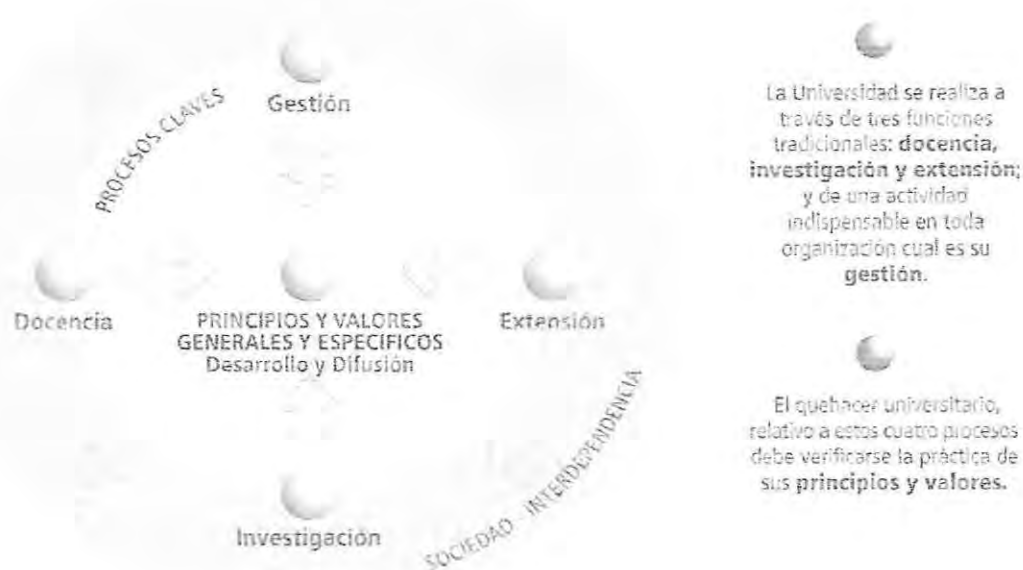 PROCESOS CLAVES
Gestión
Docencia
PRINCIPIOS Y VALORES
GENERALES Y ESPECIFICOS
Desarrollo y Difusión
Extensión
Investigación
SOCIEDAD INTERDEPENDENCIA
La Universidad se realiza a
través de tres funciones
tradicionales: docencia,
investigación y extensión;
y de una actividad
indispensable en toda
organización cual es su
gestión.
El quehacer universitario,
relativo a estos cuatro procesos
debe verificarse la práctica de
sus principios y valores.